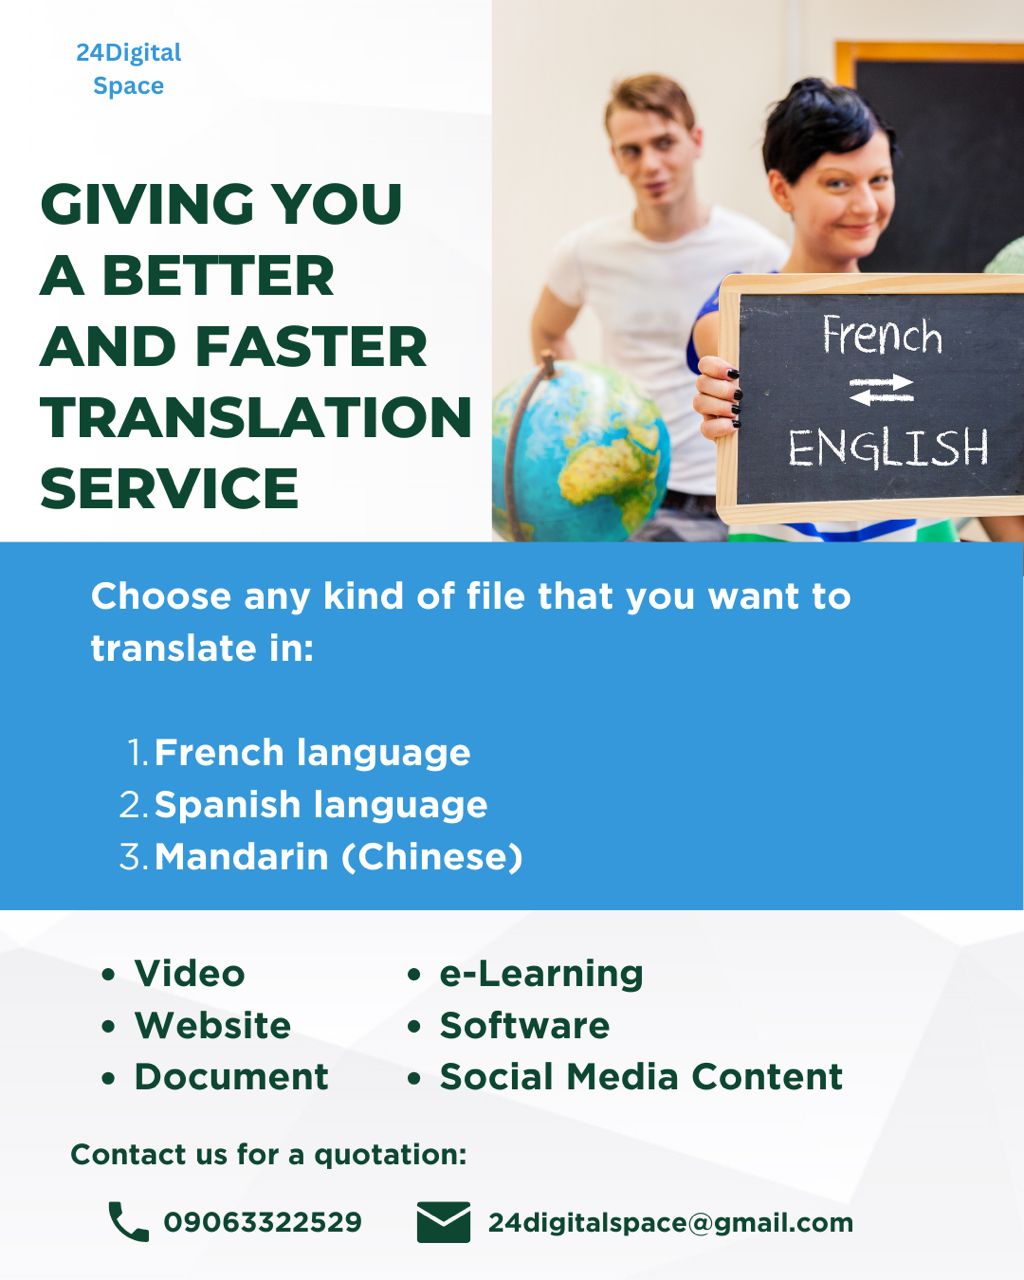 24Digital
Space
GIVING YOU
A BETTER
AND FASTER
TRANSLATION
SERVICE
French
ENGLISH
Choose any kind of file that you want to
translate in:
1. French language
2. Spanish language
3. Mandarin (Chinese)
• Video
• Website
• Document
• e-Learning
• Software
• Social Media Content
Contact us for a quotation:
09063322529
24digitalspace@gmail.com